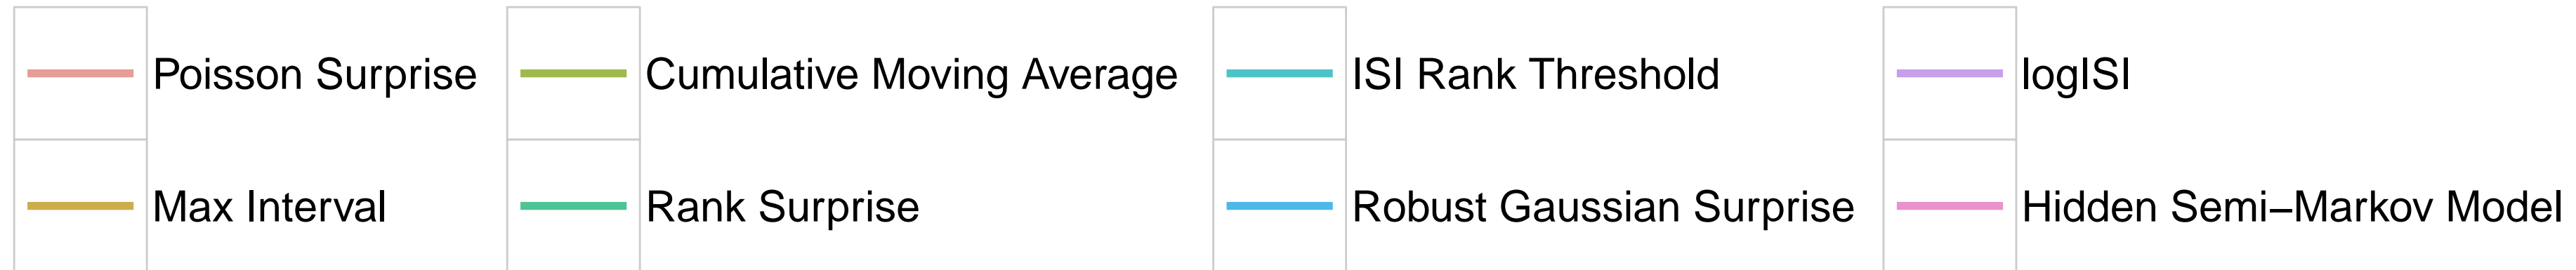 Poisson Surprise
Cumulative Moving Average
ISI Rank Threshold
logISI
Max Interval
Rank Surprise
Robust Gaussian Surprise
Hidden Semi−Markov Model